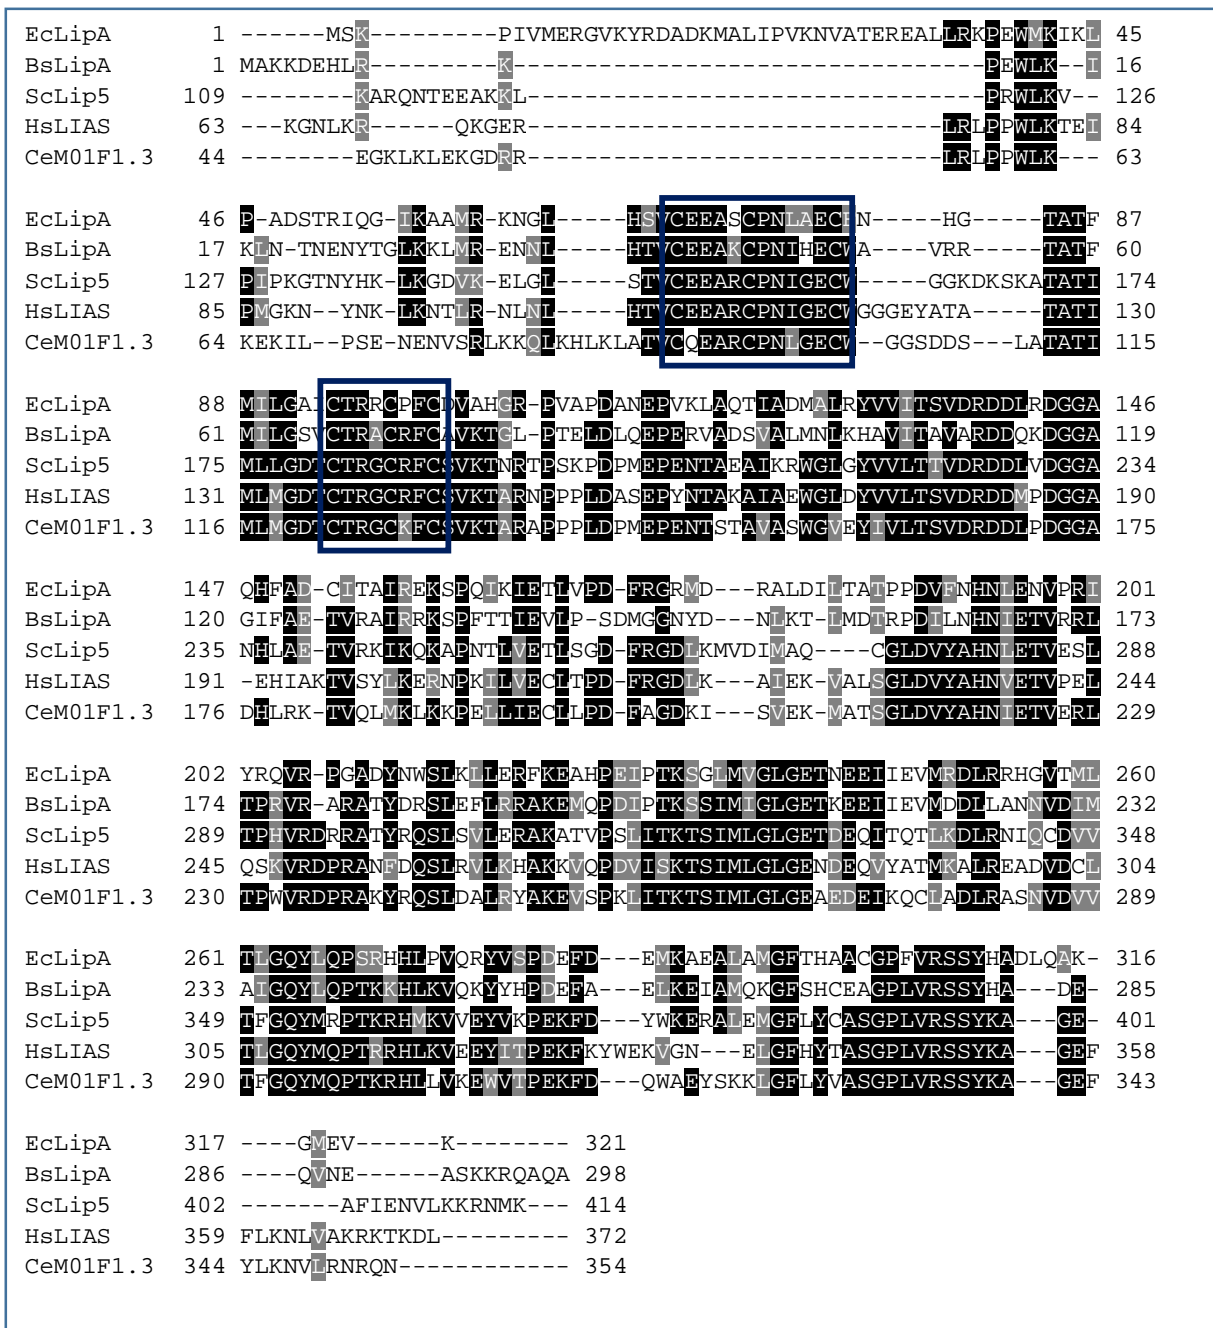 EcLipA 1 ------MSK---------PIVMERGVKYRDADKMALIPVKNVATEREALLRKPEWMKIKL 45
BsLipA 1 MAKKDEHLR---------K---------------------------------PEWLK--I 16
ScLip5 109 --------KARQNTEEAKKL--------------------------------PRWLKV-- 126
HsLIAS 63 ---KGNLKR------QKGER-----------------------------LRLPPWLKTEI 84
CeM01F1.3 44 --------EGKLKLEKGDRR-----------------------------LRLPPWLK--- 63
EcLipA 46 P-ADSTRIQG-IKAAMR-KNGL-----HSVCEEASCPNLAECFN----HG-----TATF 87
BsLipA 17 KLN-TNENYTGLKKLMR-ENNL-----HTVCEEAKCPNIHECWA----VRR----TATF 60
ScLip5 127 PIPKGTNYHK-LKGDVK-ELGL-----STVCEEARCPNIGECW-----GGKDKSKATATI 174
HsLIAS 85 PMGKN--YNK-LKNTLR-NLNL-----HTVCEEARCPNIGECWGGGEYATA----TATI 130
CeM01F1.3 64 KEKIL--PSE-NENVSRLKKQLKHLKLATVCQEARCPNLGECW--GGSDDS--LATATI 115
EcLipA 88 MILGAICTRRCPFCDVAHGR-PVAPDANEPVKLAQTIADMALRYVVITSVDRDDLRDGGA 146
BsLipA 61 MILGSVCTRACRFCAVKTGL-PTELDLQEPERVADSVALMNLKHAVITAVARDDQKDGGA 119
ScLip5 175 MLLGDTCTRGCRFCSVKTNRTPSKPDPMEPENTAEAIKRWGLGYVVLTTVDRDDLVDGGA 234
HsLIAS 131 MLMGDTCTRGCRFCSVKTARNPPPLDASEPYNTAKAIAEWGLDYVVLTSVDRDDMPDGGA 190
CeM01F1.3 116 MLMGDTCTRGCKFCSVKTARAPPPLDPMEPENTSTAVASWGVEYIVLTSVDRDDLPDGGA 175
EcLipA 147 QHFAD-CITAIREKSPQIKIETLVPD-FRGRMD---RALDILTATPPDVFNHNLENVPRI 201
BsLipA 120 GIFAE-TVRAIRRKSPFTTIEVLP-SDMGGNYD---NLKT-LMDTRPDILNHNIETVRRL 173
ScLip5 235 NHLAE-TVRKIKQKAPNTLVETLSGD-FRGDLKMVDIMAQ----CGLDVYAHNLETVESL 288
HsLIAS 191 -EHIAKTVSYLKERNPKILVECLTPD-FRGDLK---AIEK-VALSGLDVYAHNVETVPEL 244
CeM01F1.3 176 DHLRK-TVQLMKLKKPELLIECLLPD-FAGDKI---SVEK-MATSGLDVYAHNIETVERL 229
EcLipA 202 YRQVR-PGADYNWSLKLLERFKEAHPEIPTKSGLMVGLGETNEEIIEVMRDLRRHGVTML 260
BsLipA 174 TPRVR-ARATYDRSLEFLRRAKEMQPDIPTKSSIMIGLGETKEEIIEVMDDLLANNVDIM 232
ScLip5 289 TPHVRDRRATYRQSLSVLERAKATVPSLITKTSIMLGLGETDEQITQTLKDLRNIQCDVV 348
HsLIAS 245 QSKVRDPRANFDQSLRVLKHAKKVQPDVISKTSIMLGLGENDEQVYATMKALREADVDCL 304
CeM01F1.3 230 TPWVRDPRAKYRQSLDALRYAKEVSPKLITKTSIMLGLGEAEDEIKQCLADLRASNVDVV 289
EcLipA 261 TLGQYLQPSRHHLPVQRYVSPDEFD---EMKAEALAMGFTHAACGPFVRSSYHADLQAK- 316
BsLipA 233 AIGQYLQPTKKHLKVQKYYHPDEFA---ELKEIAMQKGFSHCEAGPLVRSSYHA---DE- 285
ScLip5 349 TFGQYMRPTKRHMKVVEYVKPEKFD---YWKERALEMGFLYCASGPLVRSSYKA---GE- 401
HsLIAS 305 TLGQYMQPTRRHLKVEEYITPEKFKYWEKVGN---ELGFHYTASGPLVRSSYKA---GEF 358
CeM01F1.3 290 TFGQYMQPTKRHLLVKEWVTPEKFD---QWAEYSKKLGFLYVASGPLVRSSYKA---GEF 343
EcLipA 317 ----GMEV------K-------- 321
BsLipA 286 ----QVNE------ASKKRQAQA 298
ScLip5 402 -------AFIENVLKKRNMK--- 414
HsLIAS 359 FLKNLVAKRKTKDL--------- 372
CeM01F1.3 344 YLKNVLRNRQN------------ 354